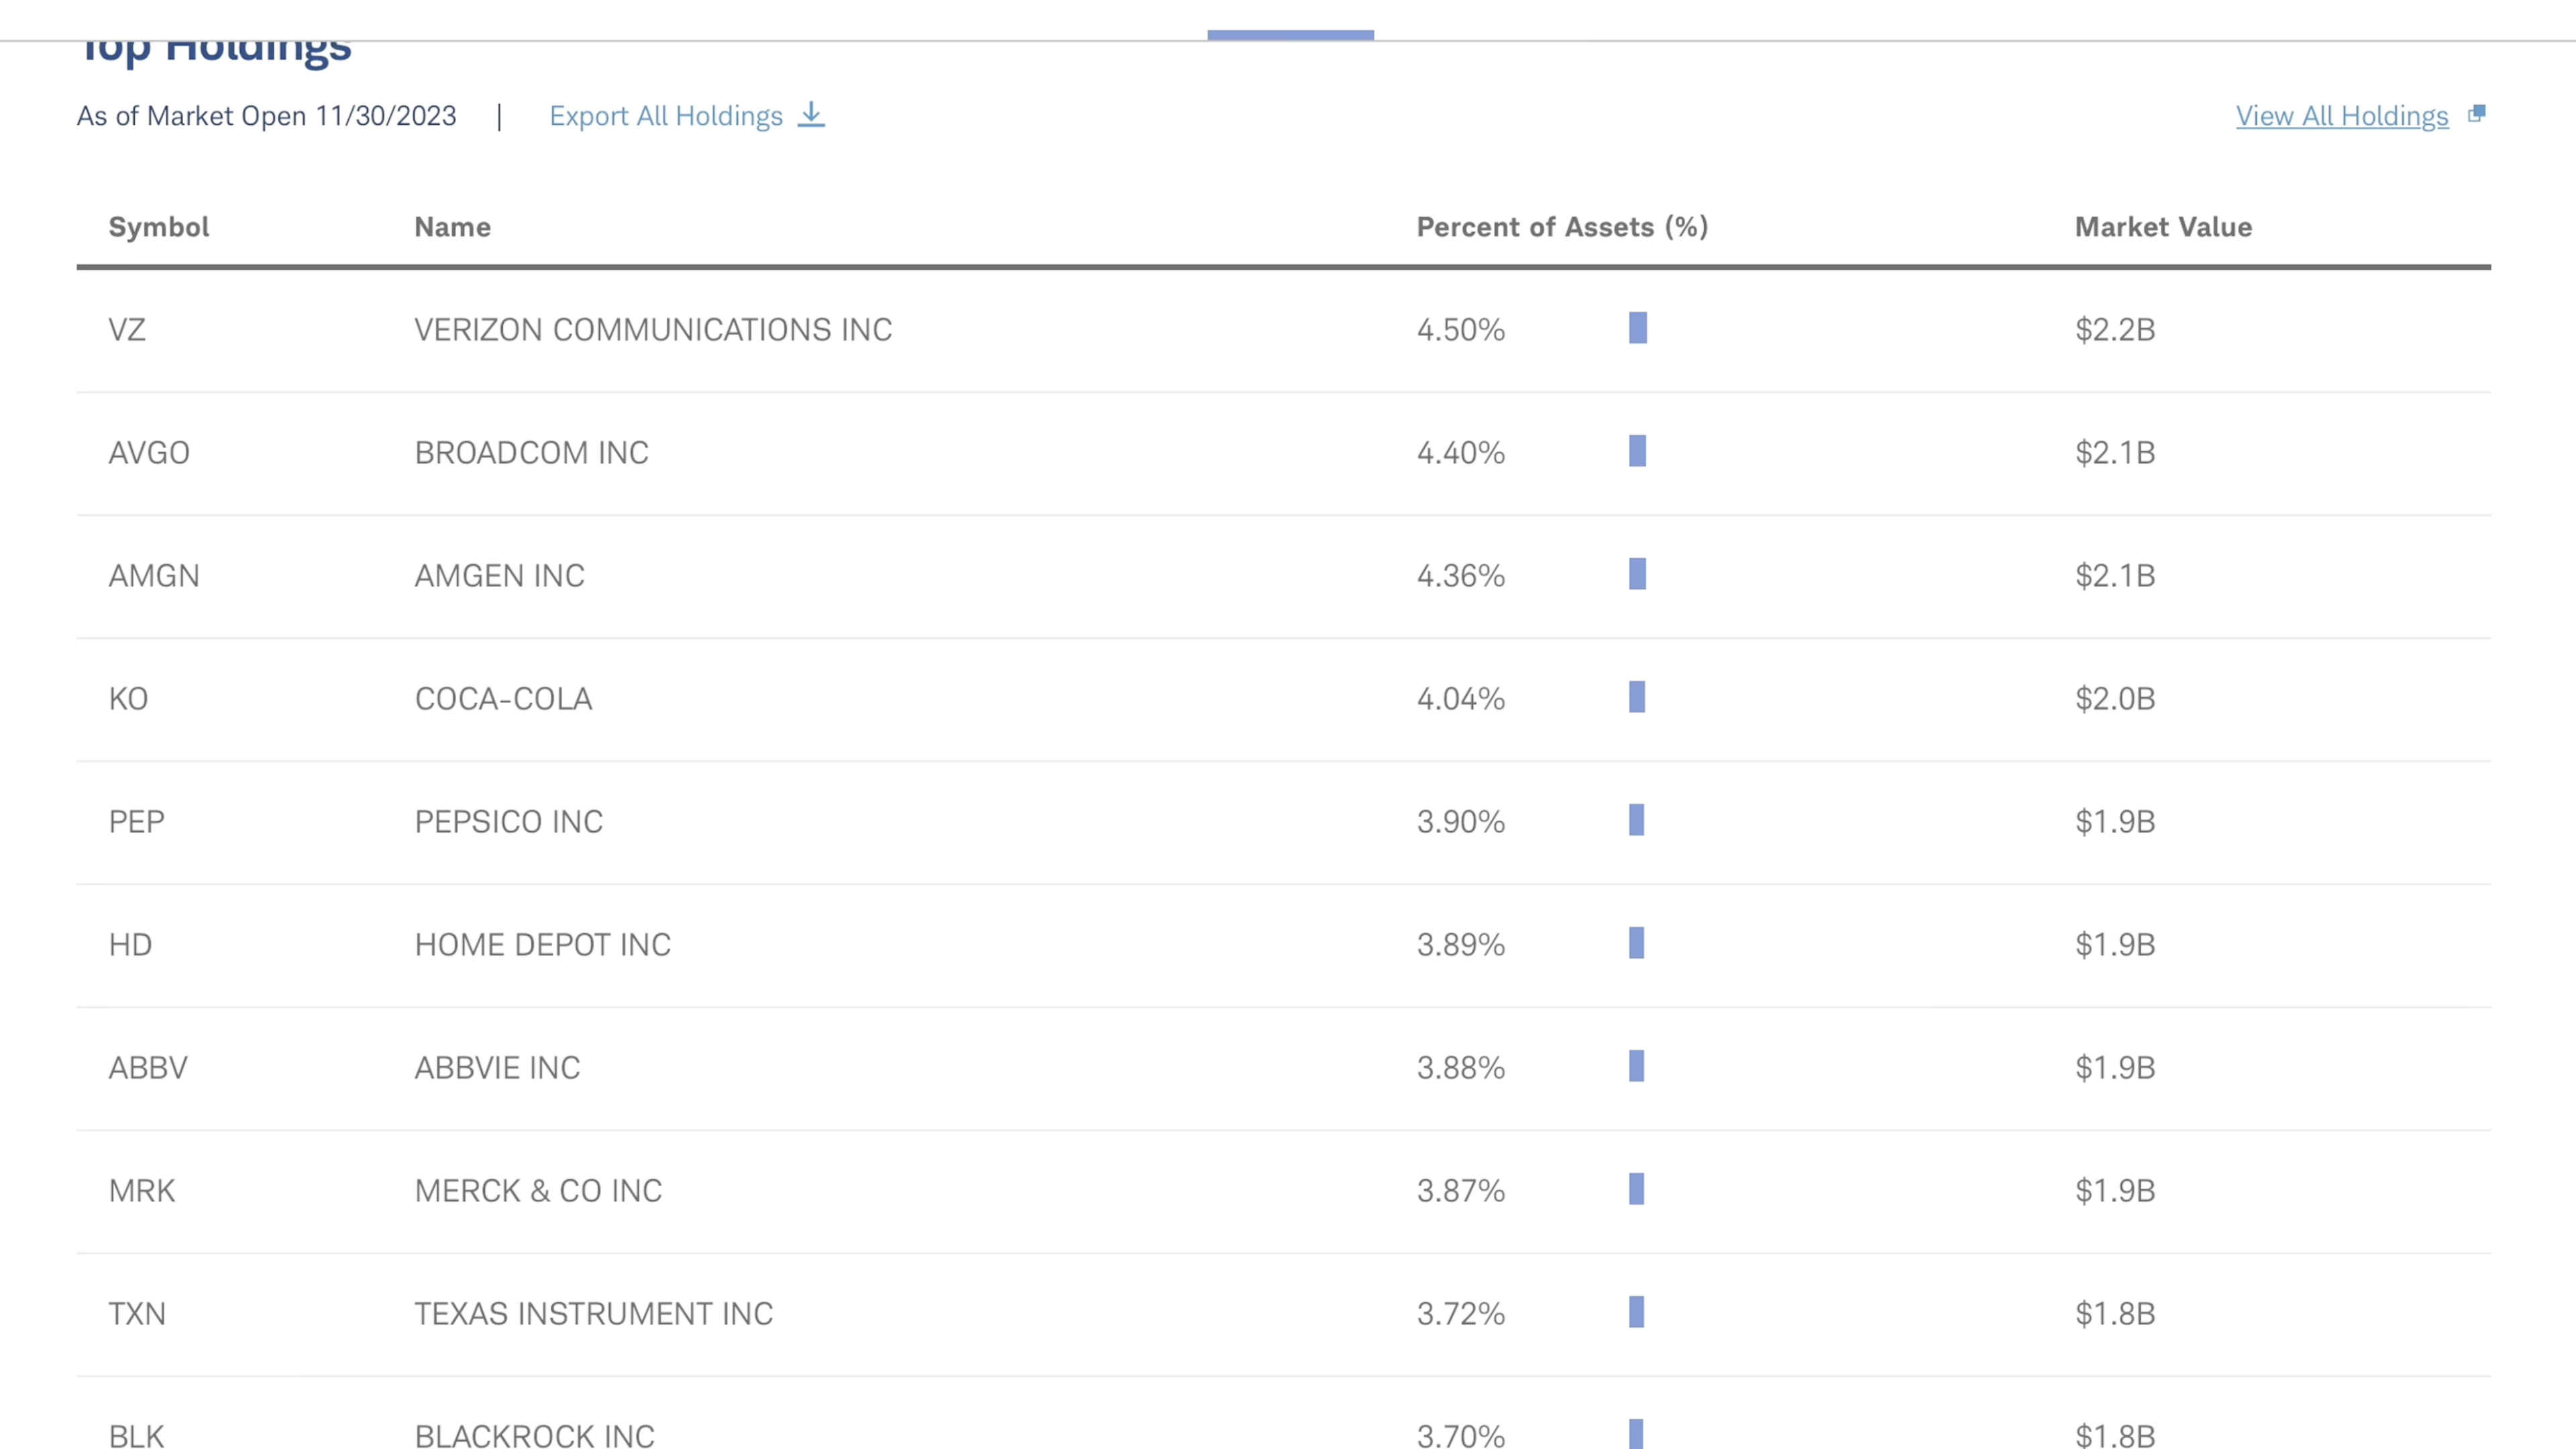 Top Holdings
As of Market Open 11/30/2023 | Export All Holdings View All Holdings
Symbol Name Percent of Assets (%) Market Value
VZ VERIZON COMMUNICATIONS INC 4.50% $2.2B
AVGO BROADCOM INC 4.40% $2.1B
AMGN AMGEN INC 4.36% $2.1B
KO COCA-COLA 4.04% $2.0B
PEP PEPSICO INC 3.90% $1.9B
HD HOME DEPOT INC 3.89% $1.9B
ABBV ABBVIE INC 3.88% $1.9B
MRK MERCK & CO INC 3.87% $1.9B
TXN TEXAS INSTRUMENT INC 3.72% $1.8B
BLK BLACKROCK INC 3.70% $1.8B